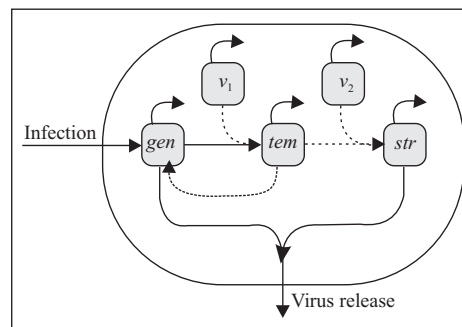 v₁ v₂
Infection gen tem str
Virus release